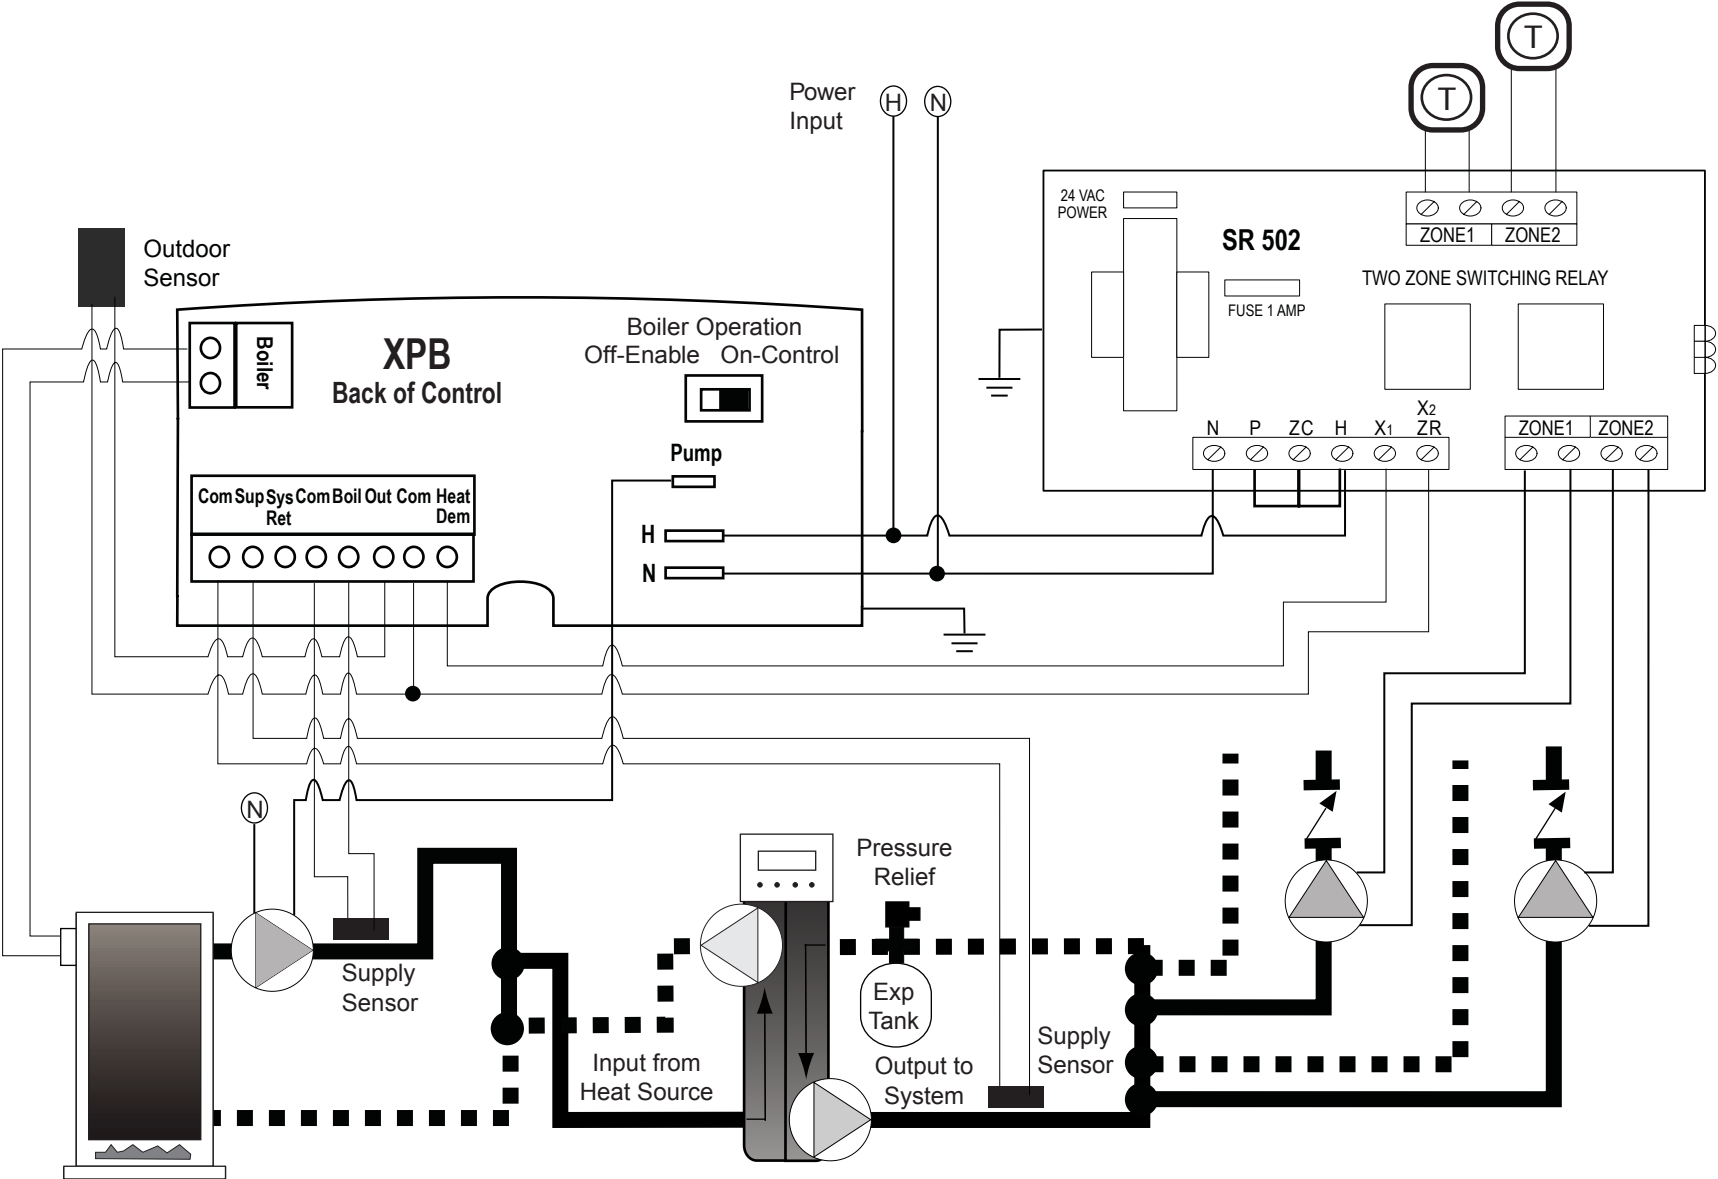 T
T
Power
Input
H
N
24 VAC
POWER
SR 502
ZONE1
ZONE2
FUSE 1 AMP
TWO ZONE SWITCHING RELAY
X2
N
P
ZC
H
X1
ZR
ZONE1
ZONE2
Outdoor
Sensor
Boiler
XPB
Back of Control
Boiler Operation
Off-Enable
On-Control
Pump
H
N
Com Sup Sys Com Boil Out Com Heat
Ret
Dem
N
Supply
Sensor
Input from
Heat Source
Pressure
Relief
Exp
Tank
Output to
System
Supply
Sensor